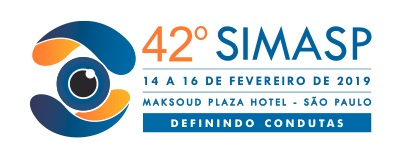 42º SIMASP
14 A 16 DE FEVEREIRO DE 2019
MAKSOUD PLAZA HOTEL - SÃO PAULO
DEFININDO CONDUTAS